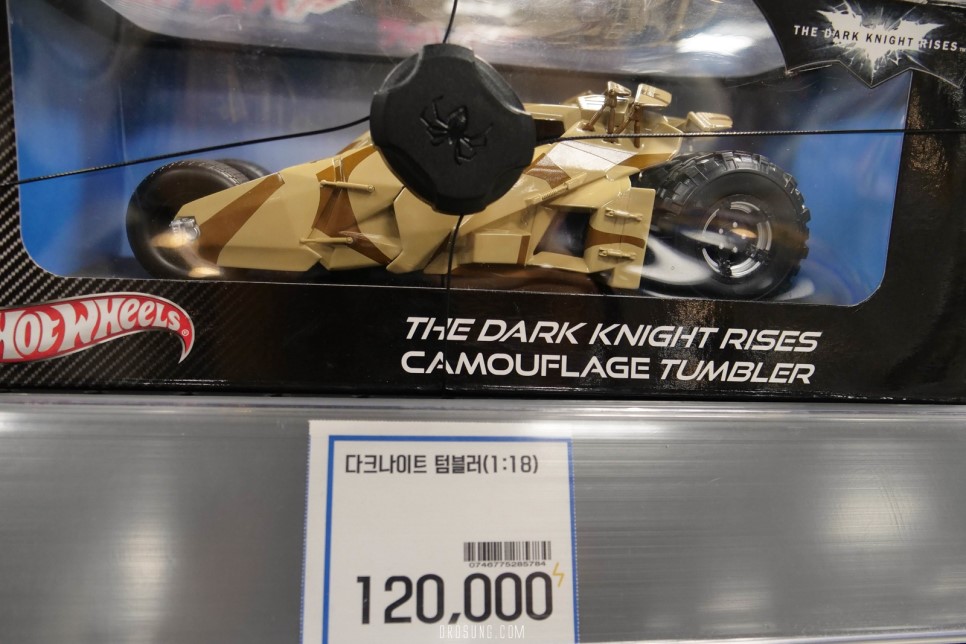 THE DARK KNIGHT RISES
HOT WHEELS
THE DARK KNIGHT RISES
CAMOUFLAGE TUMBLER
다크나이트 텀블러(1:18)
0746775285784
120,000
DROSUNG.COM